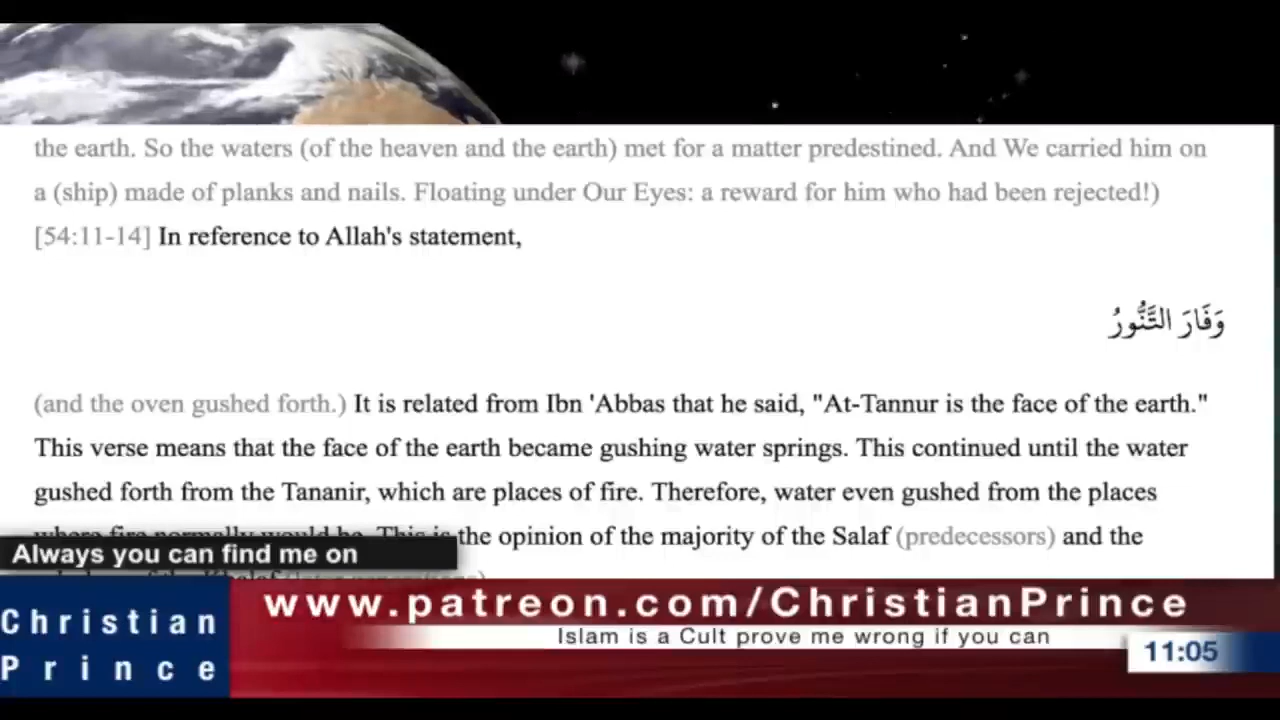 the earth. So the waters (of the heaven and the earth) met for a matter predestined. And We carried him on
a (ship) made of planks and nails. Floating under Our Eyes: a reward for him who had been rejected!)
[54:11-14] In reference to Allah's statement,
وَفَارَ التَّنُّورُ
(and the oven gushed forth.) It is related from Ibn 'Abbas that he said, "At-Tannur is the face of the earth."
This verse means that the face of the earth became gushing water springs. This continued until the water
gushed forth from the Tananir, which are places of fire. Therefore, water even gushed from the places
where fire normally would be. This is the opinion of the majority of the Salaf (predecessors) and the
Always you can find me on
Christian
Prince
www.patreon.com/ChristianPrince
Islam is a Cult prove me wrong if you can
11:05